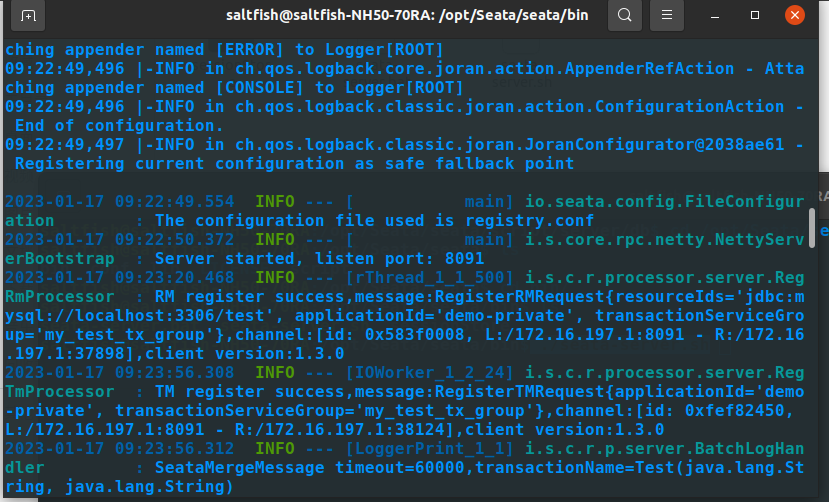 saltfish@saltfish-NH50-70RA: /opt/Seata/seata/bin
ching appender named [ERROR] to Logger[ROOT]
09:22:49,496 |-INFO in ch.qos.logback.core.joran.action.AppenderRefAction - Atta
ching appender named [CONSOLE] to Logger[ROOT]
09:22:49,496 |-INFO in ch.qos.logback.classic.joran.action.ConfigurationAction -
 End of configuration.
09:22:49,497 |-INFO in ch.qos.logback.classic.joran.JoranConfigurator@2038ae61 -
 Registering current configuration as safe fallback point
2023-01-17 09:22:49.554  INFO --- [           main] io.seata.config.FileConfigur
ation        : The configuration file used is registry.conf
2023-01-17 09:22:50.372  INFO --- [           main] i.s.core.rpc.netty.NettyServ
erBootstrap  : Server started, listen port: 8091
2023-01-17 09:23:20.468  INFO --- [rThread_1_1_500] i.s.c.r.processor.server.Reg
RmProcessor  : RM register success,message:RegisterRMRequest{resourceIds='jdbc:m
ysql://localhost:3306/test', applicationId='demo-private', transactionServiceGro
up='my_test_tx_group'},channel:[id: 0x583f0008, L:/172.16.197.1:8091 - R:/172.16
.197.1:37898],client version:1.3.0
2023-01-17 09:23:56.308  INFO --- [IOWorker_1_2_24] i.s.c.r.processor.server.Reg
TmProcessor  : TM register success,message:RegisterTMRequest{applicationId='demo
-private', transactionServiceGroup='my_test_tx_group'},channel:[id: 0xfef82450,
L:/172.16.197.1:8091 - R:/172.16.197.1:38124],client version:1.3.0
2023-01-17 09:23:56.312  INFO --- [LoggerPrint_1_1] i.s.c.r.p.server.BatchLogHan
dler         : SeataMergeMessage timeout=60000,transactionName=Test(java.lang.St
ring, java.lang.String)